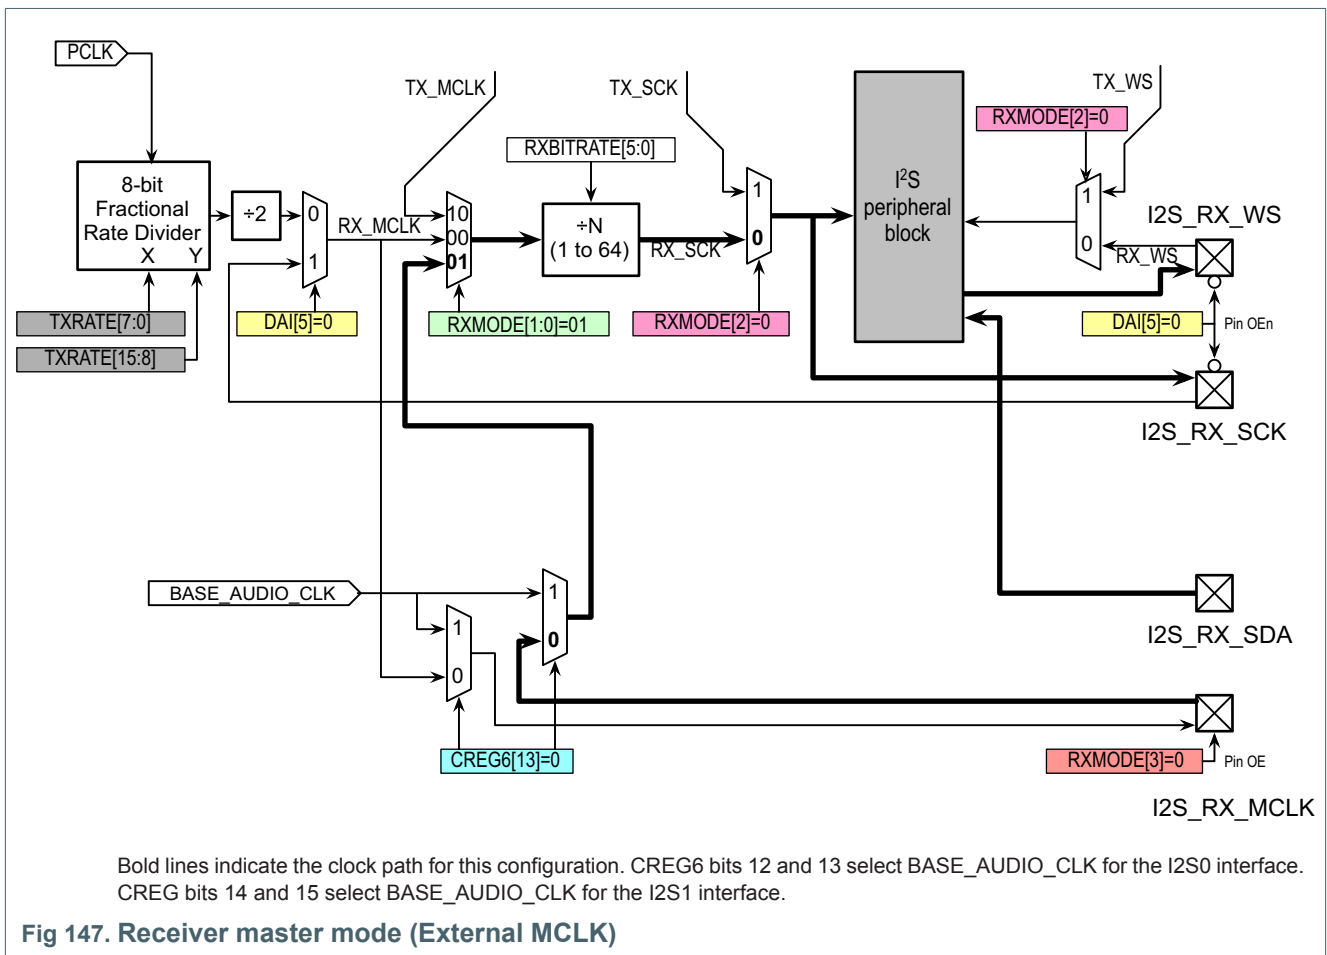 PCLK
TX_MCLK
TX_SCK
TX_WS
RXMODE[2]=0
RXBITRATE[5:0]
8-bit
Fractional
Rate Divider
X Y
÷2
0
1
RX_MCLK
10
00
01
÷N
(1 to 64)
RX_SCK
1
0
I²S
peripheral
block
1
0
RX_WS
I2S_RX_WS
TXRATE[7:0]
TXRATE[15:8]
DAI[5]=0
RXMODE[1:0]=01
RXMODE[2]=0
DAI[5]=0
Pin OEn
I2S_RX_SCK
BASE_AUDIO_CLK
1
0
1
0
I2S_RX_SDA
CREG6[13]=0
RXMODE[3]=0
Pin OE
I2S_RX_MCLK
Bold lines indicate the clock path for this configuration. CREG6 bits 12 and 13 select BASE_AUDIO_CLK for the I2S0 interface.
CREG bits 14 and 15 select BASE_AUDIO_CLK for the I2S1 interface.
Fig 147. Receiver master mode (External MCLK)